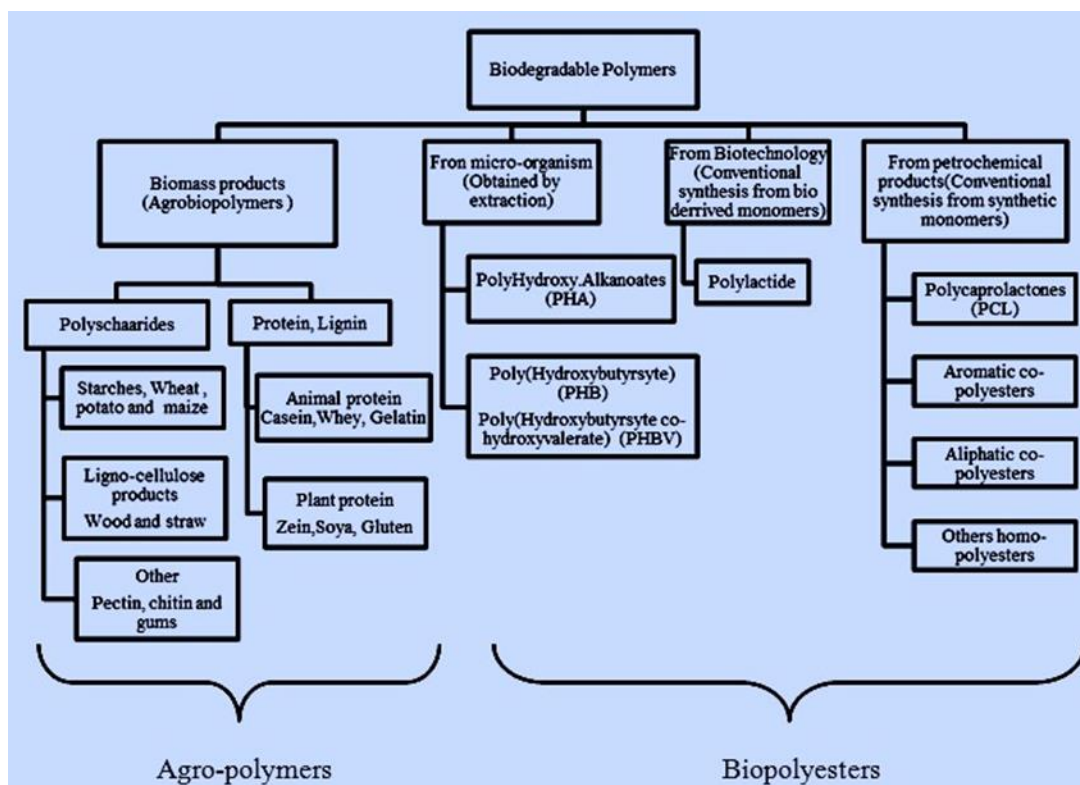 Biodegradable Polymers
Biomass products
(Agrobiopolymers )
Fron micro-organism
(Obtained by
extraction)
From Biotechnology
(Conventional
synthesis from bio
derrived monomers)
From petrochemical
products(Conventional
synthesis from synthetic
monomers)
Polyschaarides
Starches, Wheat ,
potato and maize
Ligno-cellulose
products
Wood and straw
Other
Pectin, chitin and
gums
Protein, Lignin
Animal protein
Casein,Whey, Gelatin
Plant protein
Zein,Soya, Gluten
PolyHydroxy.Alkanoates
(PHA)
Poly(Hydroxybutyrsyte)
(PHB)
Poly(Hydroxybutyrsyte co-
hydroxyvalerate) (PHBV)
Polylactide
Polycaprolactones
(PCL)
Aromatic co-
polyesters
Aliphatic co-
polyesters
Others homo-
polyesters
Agro-polymers
Biopolyesters